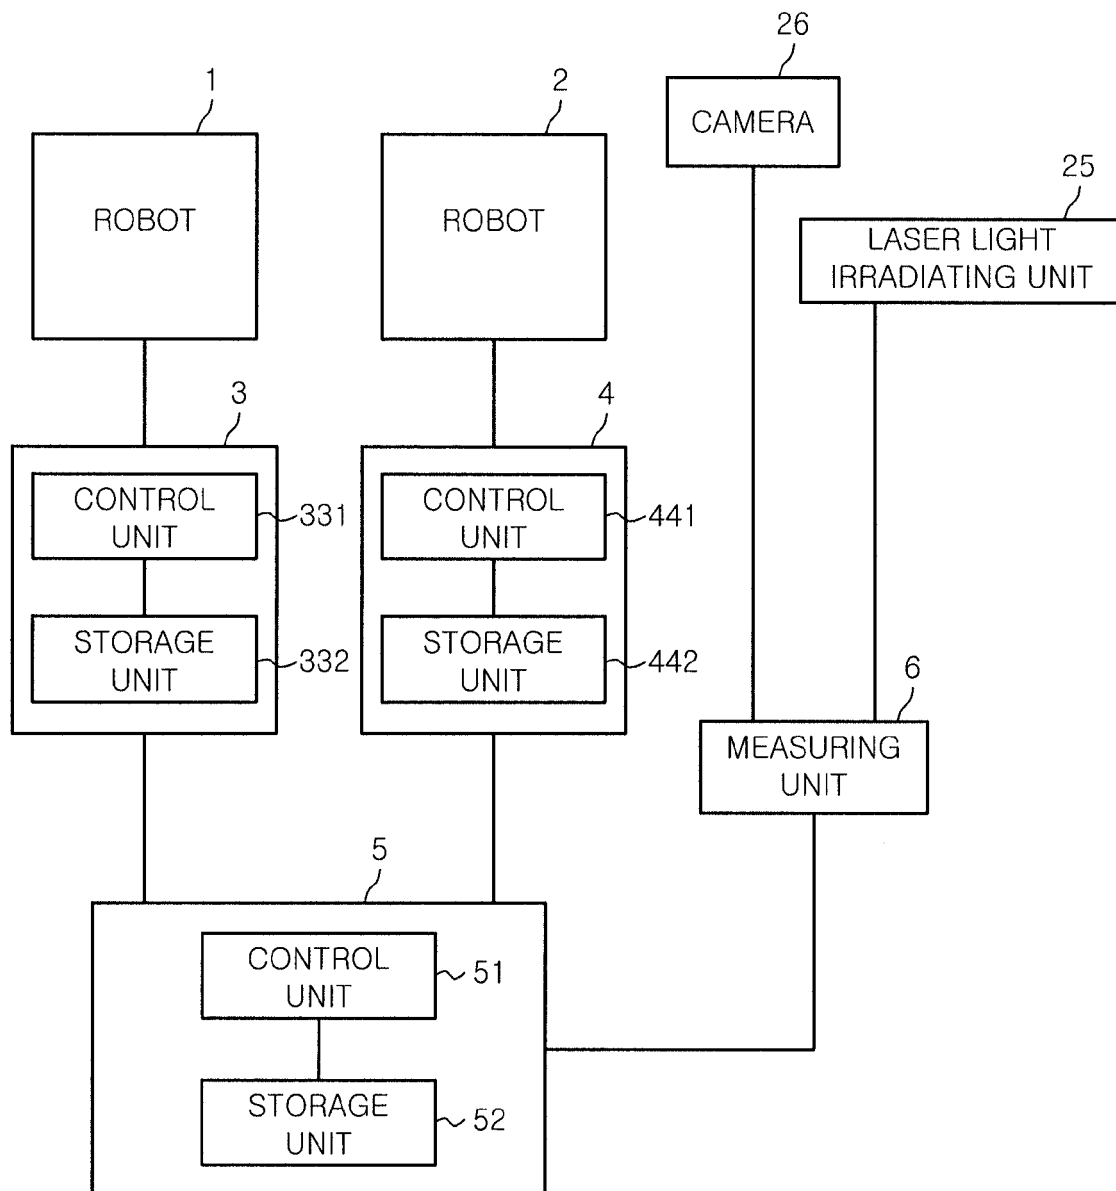 26
CAMERA
1
2
ROBOT
ROBOT
25
LASER LIGHT
IRRADIATING UNIT
3
4
CONTROL
UNIT
331
STORAGE
UNIT
332
CONTROL
UNIT
441
STORAGE
UNIT
442
6
MEASURING
UNIT
5
CONTROL
UNIT
51
STORAGE
UNIT
52